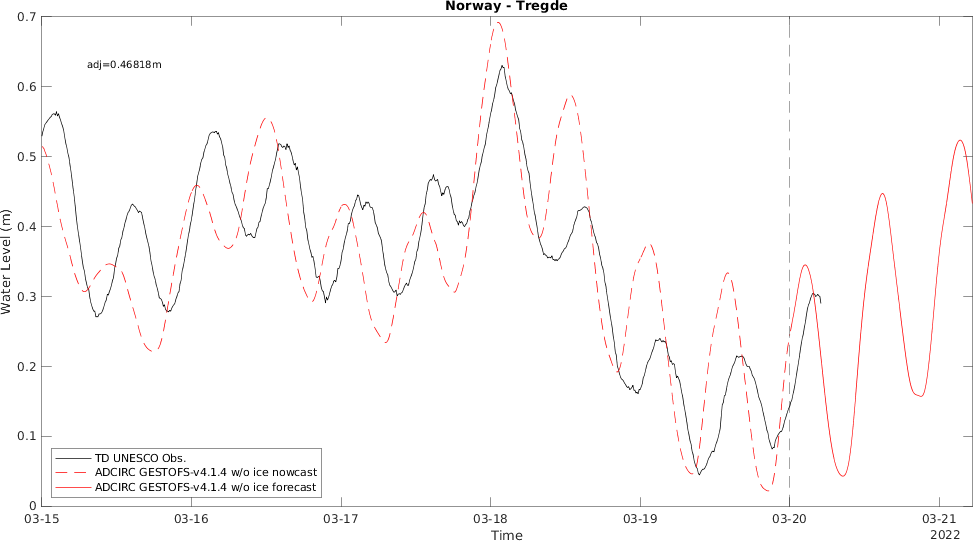 Norway - Tregde
adj=0.46818m
Water Level (m)
0.7
0.6
0.5
0.4
0.3
0.2
0.1
0
TD UNESCO Obs.
ADCIRC GESTOFS-v4.1.4 w/o ice nowcast
ADCIRC GESTOFS-v4.1.4 w/o ice forecast
03-15 03-16 03-17 03-18 03-19 03-20 03-21
Time
2022